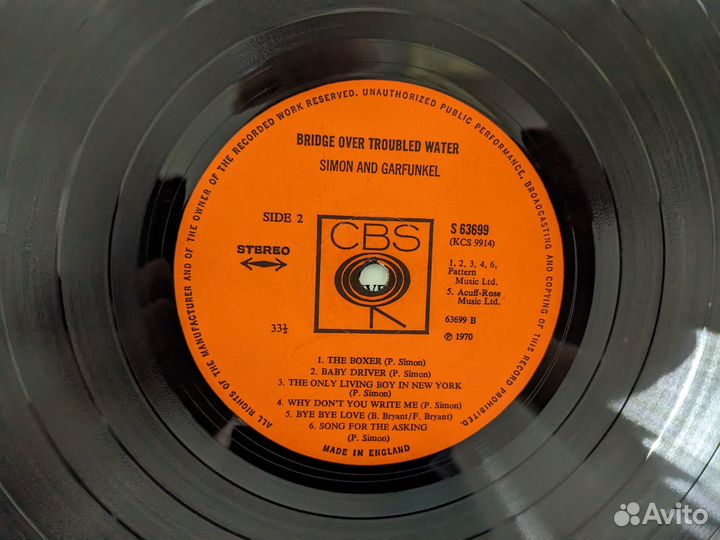 ALL RIGHTS OF THE MANUFACTURER AND OF THE OWNER OF THE RECORDED WORK RESERVED. UNAUTHORIZED PUBLIC PERFORMANCE, BROADCASTING AND COPYING OF THIS RECORD PROHIBITED.
BRIDGE OVER TROUBLED WATER
SIMON AND GARFUNKEL
SIDE 2
STEREO
33⅓
CBS
S 63699
(KCS 9914)
1, 2, 3, 4, 6,
Pattern
Music Ltd.
5. Acuff-Rose
Music Ltd.
63699 B
℗ 1970
1. THE BOXER (P. Simon)
2. BABY DRIVER (P. Simon)
3. THE ONLY LIVING BOY IN NEW YORK
(P. Simon)
4. WHY DON'T YOU WRITE ME (P. Simon)
5. BYE BYE LOVE (B. Bryant/F. Bryant)
6. SONG FOR THE ASKING
(P. Simon)
MADE IN ENGLAND
Avito